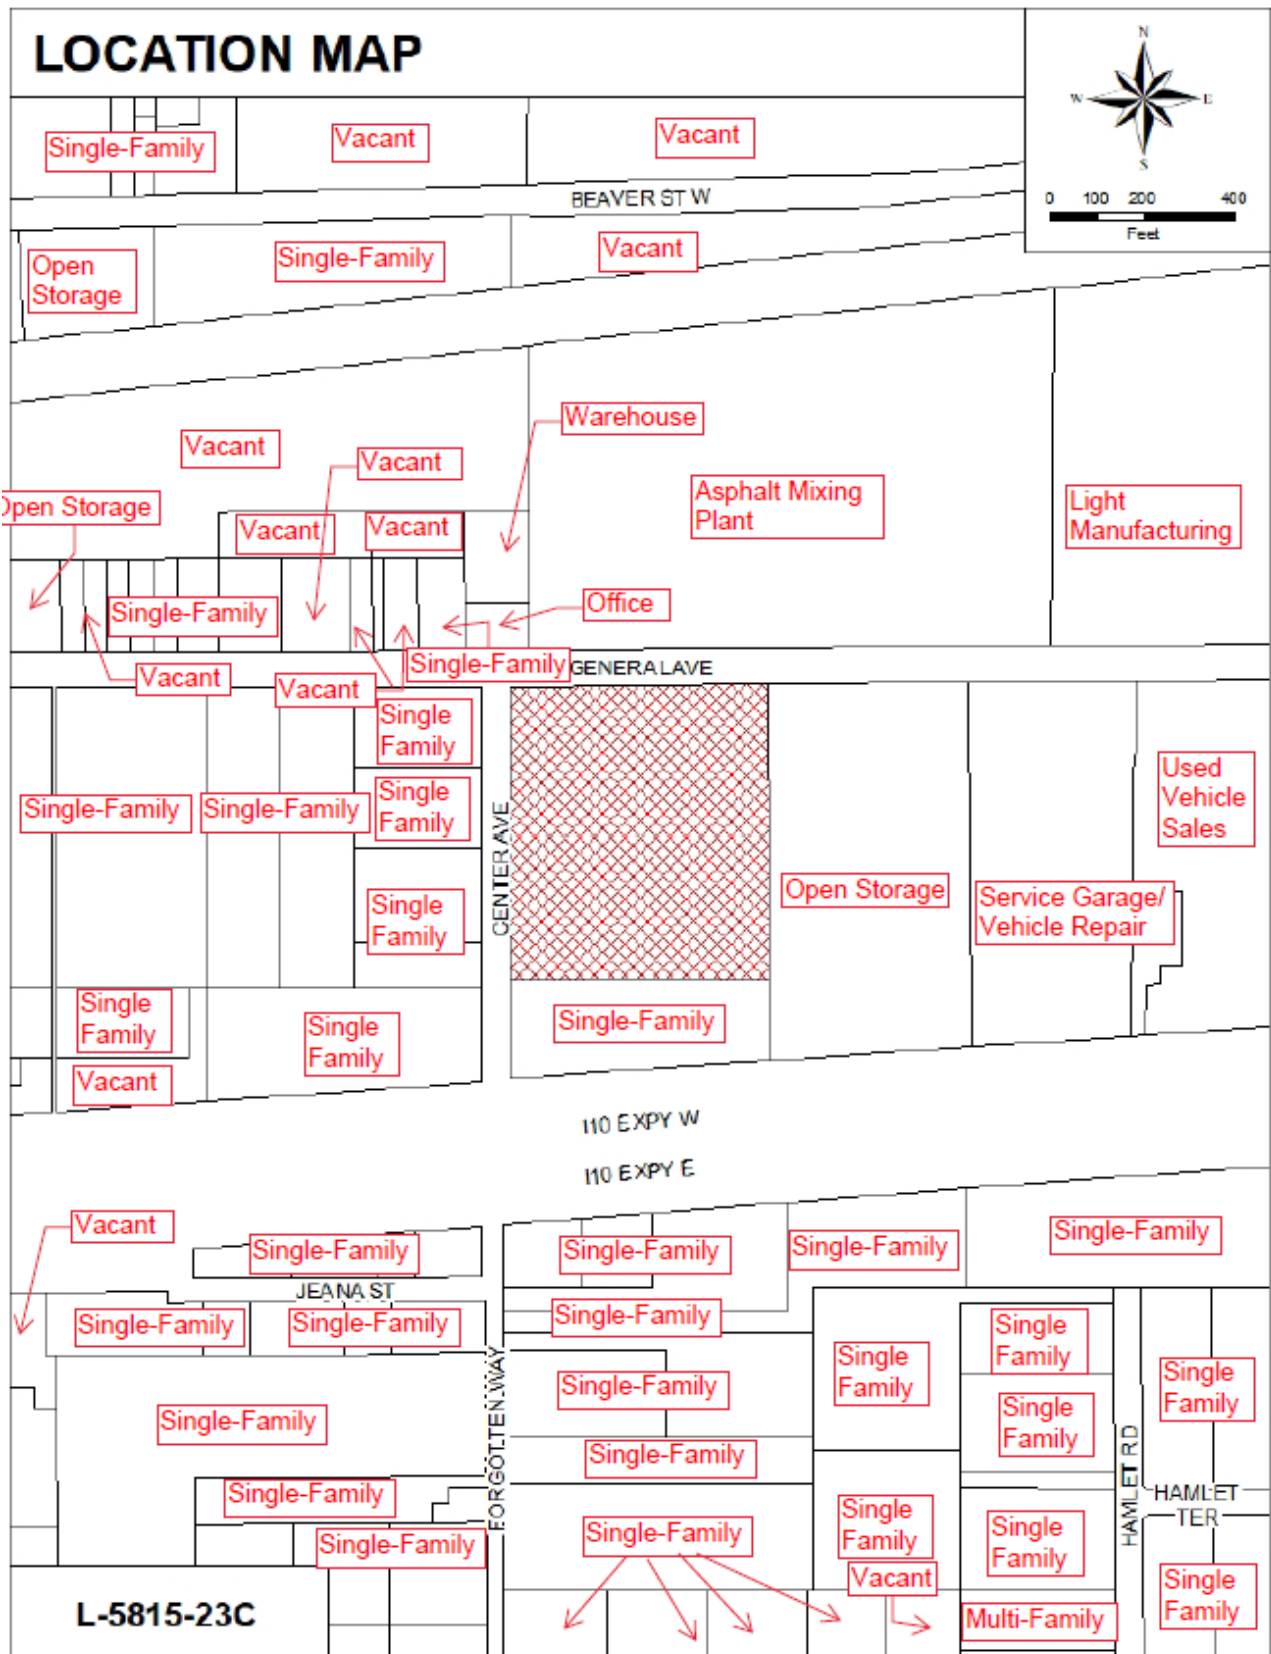 LOCATION MAP
N
W
E
S
0 100 200 400
Feet
Single-Family
Vacant
Vacant
BEAVER ST W
Open
Storage
Single-Family
Vacant
Warehouse
Vacant
Vacant
Open Storage
Vacant
Vacant
Asphalt Mixing
Plant
Light
Manufacturing
Single-Family
Office
Vacant
Vacant
Single-Family
GENERAL AVE
Single
Family
Single-Family
Single-Family
Single
Family
CENTER AVE
Used
Vehicle
Sales
Single
Family
Open Storage
Service Garage/
Vehicle Repair
Single
Family
Single
Family
Single-Family
Vacant
I10 EXPY W
I10 EXPY E
Vacant
Single-Family
Single-Family
Single-Family
Single-Family
JEANA ST
Single-Family
Single-Family
Single-Family
Single
Family
Single
Family
FORGOTTEN WAY
Single-Family
Single
Family
Single-Family
Single
Family
Single-Family
HAMLET RD
HAMLET
TER
Single-Family
Single-Family
Single-Family
Single
Family
Single
Family
Vacant
Single
Family
Multi-Family
L-5815-23C